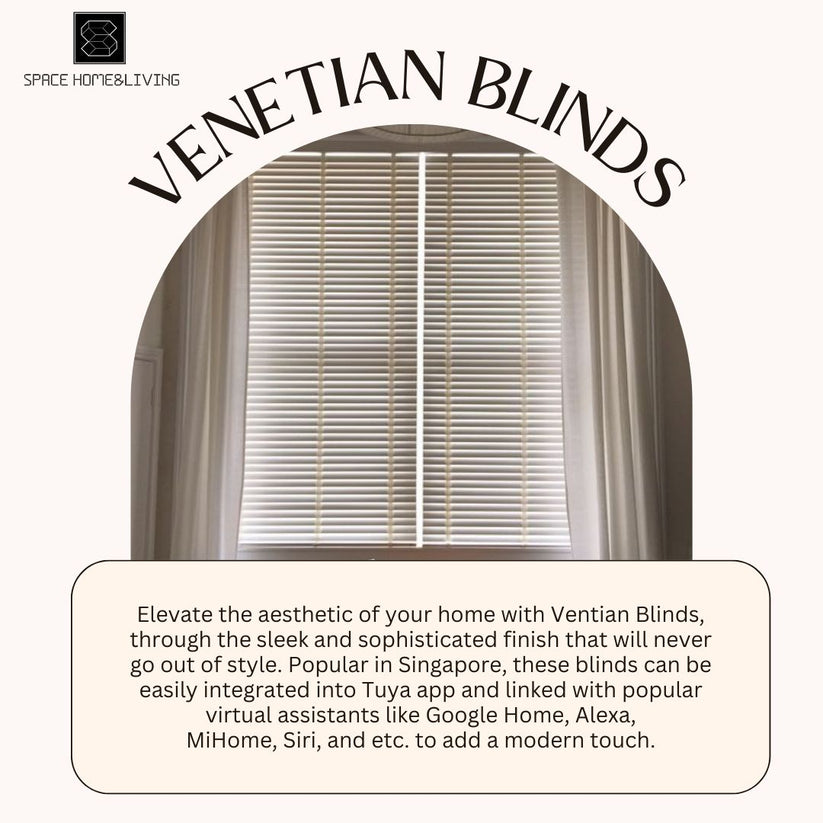 SPACE HOME&LIVING
VENETIAN BLINDS
Elevate the aesthetic of your home with Ventian Blinds,
through the sleek and sophisticated finish that will never
go out of style. Popular in Singapore, these blinds can be
easily integrated into Tuya app and linked with popular
virtual assistants like Google Home, Alexa,
MiHome, Siri, and etc. to add a modern touch.